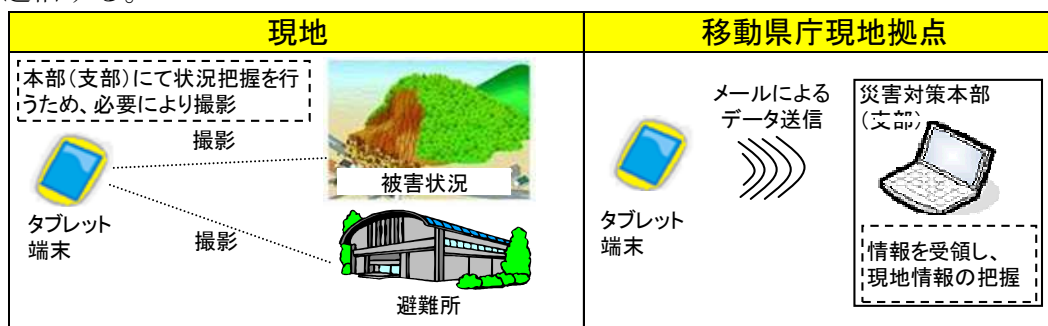 現地
移動県庁現地拠点
本部(支部)にて状況把握を行
うため、必要により撮影
撮影
被害状況
タブレット
端末
撮影
避難所
メールによる
データ送信
災害対策本部
(支部)
タブレット
端末
情報を受領し、
現地情報の把握